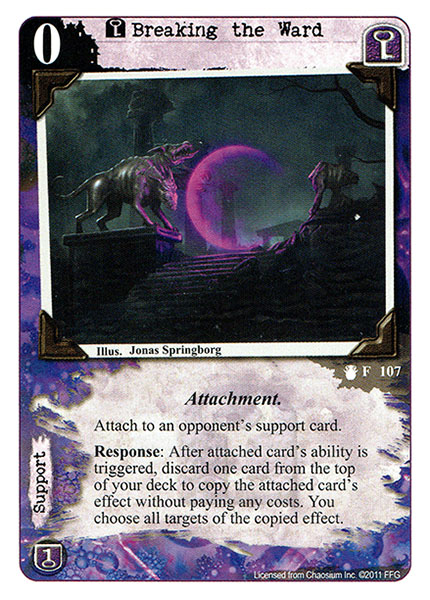 0
Breaking the Ward
Illus. Jonas Springborg
F 107
Attachment.
Attach to an opponent's support card.
Response: After attached card's ability is
triggered, discard one card from the top
of your deck to copy the attached card's
effect without paying any costs. You
choose all targets of the copied effect.
Support
1
Licensed from Chaosium Inc. ©2011 FFG